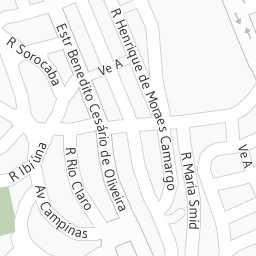 R Sorocaba
Estr Benedito Cesário de Oliveira
R Henrique de Moraes Camargo
Ve A
R Ibiúna
R Rio Claro
Av Campinas
R Maria Smid
Ve A